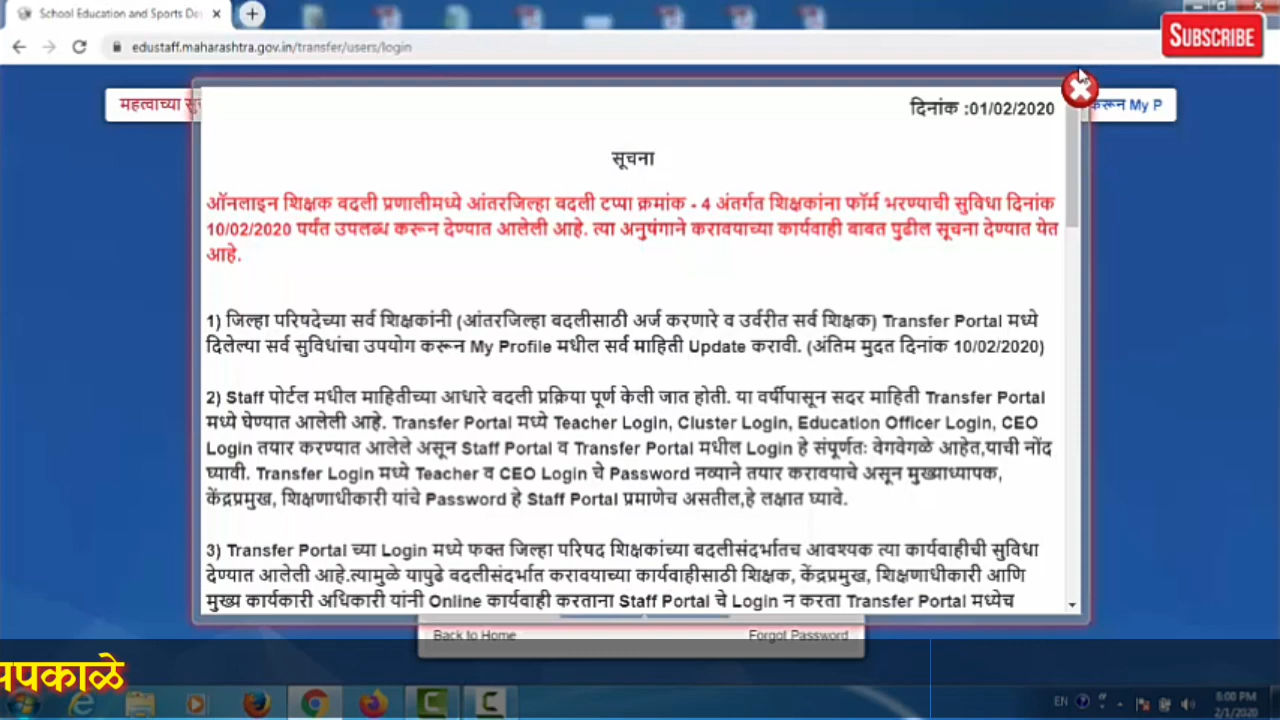 School Education and Sports De
SUBSCRIBE
edustaff.maharashtra.gov.in/transfer/users/login
महत्वाच्या सु
करून My P
दिनांक :01/02/2020
सूचना
ऑनलाइन शिक्षक बदली प्रणालीमध्ये आंतरजिल्हा बदली टप्पा क्रमांक - 4 अंतर्गत शिक्षकांना फॉर्म भरण्याची सुविधा दिनांक
10/02/2020 पर्यंत उपलब्ध करून देण्यात आलेली आहे. त्या अनुषंगाने करावयाच्या कार्यवाही बाबत पुढील सूचना देण्यात येत
आहे.
1) जिल्हा परिषदेच्या सर्व शिक्षकांनी (आंतरजिल्हा बदलीसाठी अर्ज करणारे व उर्वरीत सर्व शिक्षक) Transfer Portal मध्ये
दिलेल्या सर्व सुविधांचा उपयोग करून My Profile मधील सर्व माहिती Update करावी. (अंतिम मुदत दिनांक 10/02/2020)
2) Staff पोर्टल मधील माहितीच्या आधारे बदली प्रक्रिया पूर्ण केली जात होती. या वर्षीपासून सदर माहिती Transfer Portal
मध्ये घेण्यात आलेली आहे. Transfer Portal मध्ये Teacher Login, Cluster Login, Education Officer Login, CEO
Login तयार करण्यात आलेले असून Staff Portal व Transfer Portal मधील Login हे संपूर्णतः वेगवेगळे आहेत,याची नोंद
घ्यावी. Transfer Login मध्ये Teacher व CEO Login चे Password नव्याने तयार करावयाचे असून मुख्याध्यापक,
केंद्रप्रमुख, शिक्षणाधीकारी यांचे Password हे Staff Portal प्रमाणेच असतील,हे लक्षात घ्यावे.
3) Transfer Portal च्या Login मध्ये फक्त जिल्हा परिषद शिक्षकांच्या बदलीसंदर्भातच आवश्यक त्या कार्यवाहीची सुविधा
देण्यात आलेली आहे.त्यामुळे यापुढे बदलीसंदर्भात करावयाच्या कार्यवाहीसाठी शिक्षक, केंद्रप्रमुख, शिक्षणाधीकारी आणि
मुख्य कार्यकारी अधिकारी यांनी Online कार्यवाही करताना Staff Portal चे Login न करता Transfer Portal मध्येच
Back to Home
Forgot Password
पपकाळे
EN
6:00 PM
2/1/2020